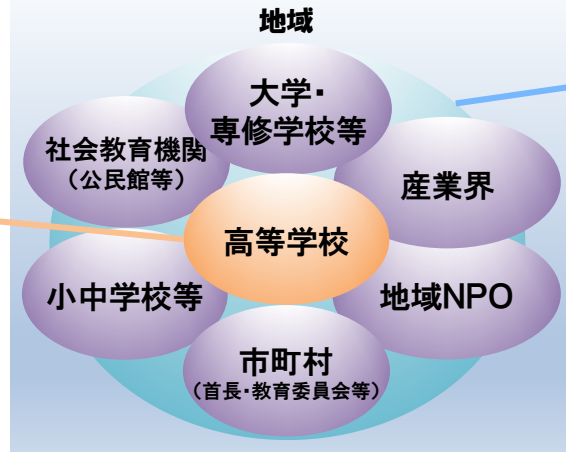 地域
大学・
専修学校等
社会教育機関
（公民館等）
産業界
高等学校
小中学校等
地域NPO
市町村
（首長・教育委員会等）